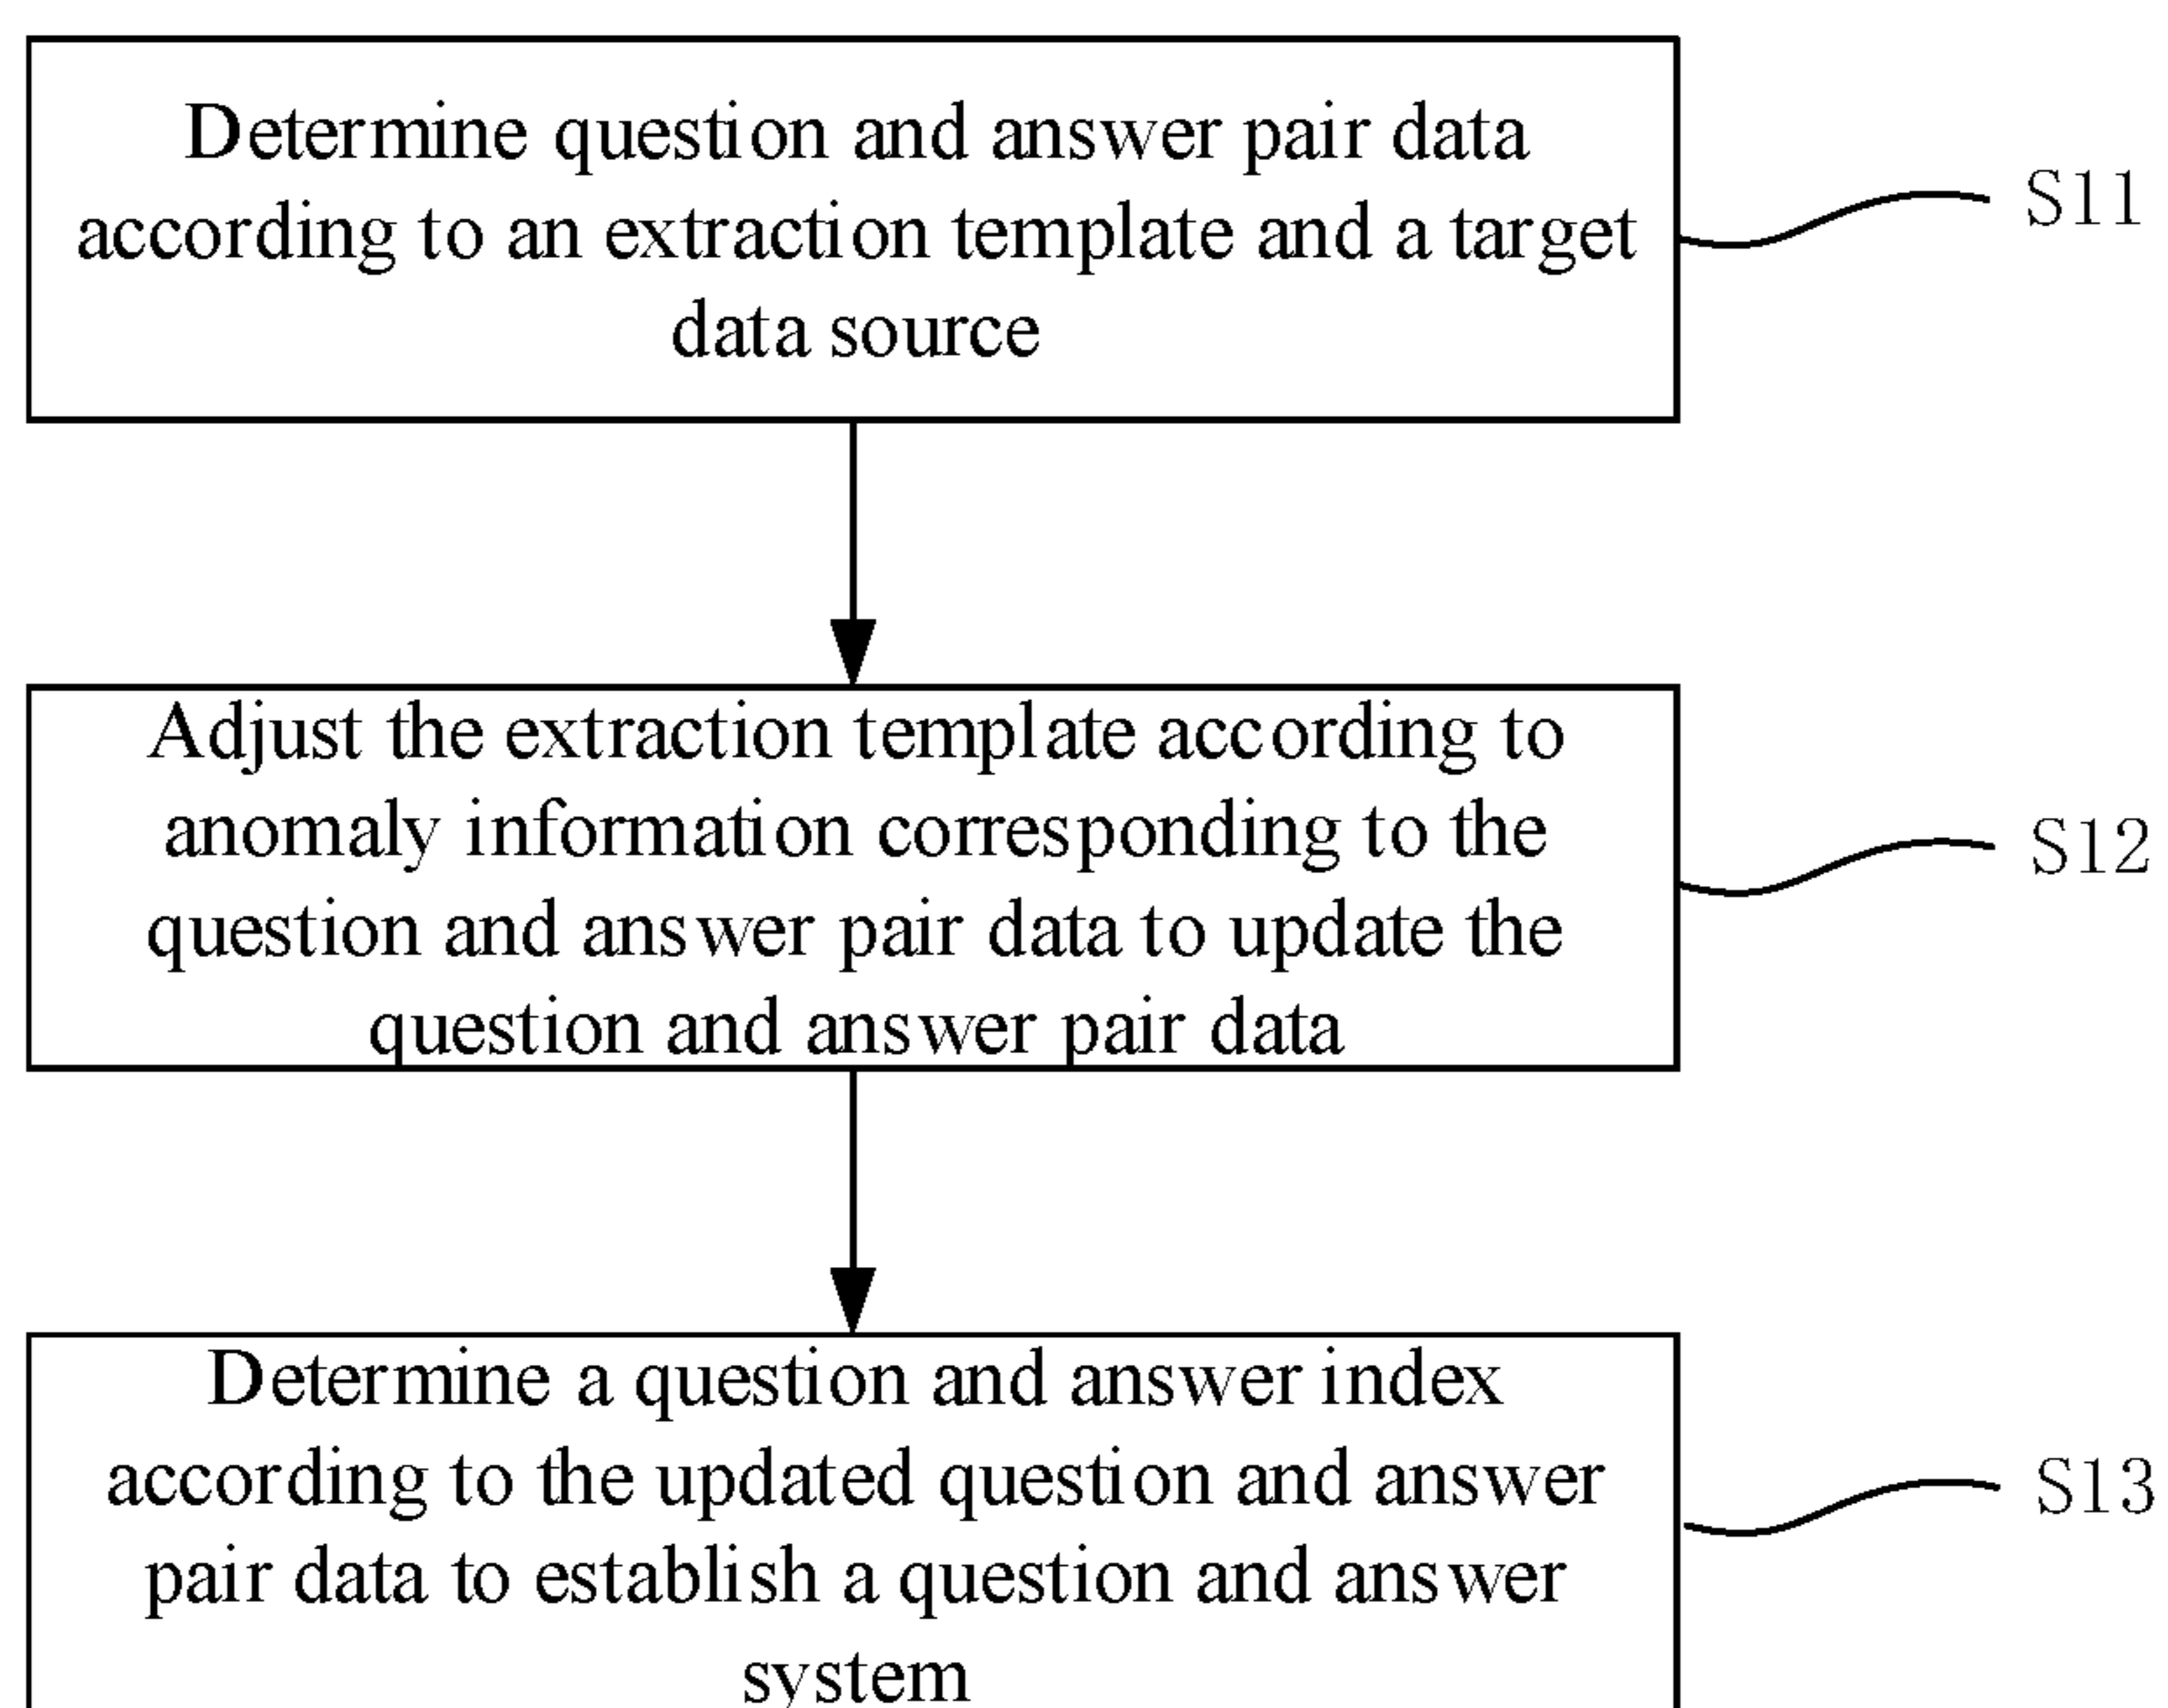 Determine question and answer pair data
according to an extraction template and a target
data source
S11
Adjust the extraction template according to
anomaly information corresponding to the
question and answer pair data to update the
question and answer pair data
S12
Determine a question and answer index
according to the updated question and answer
pair data to establish a question and answer
system
S13